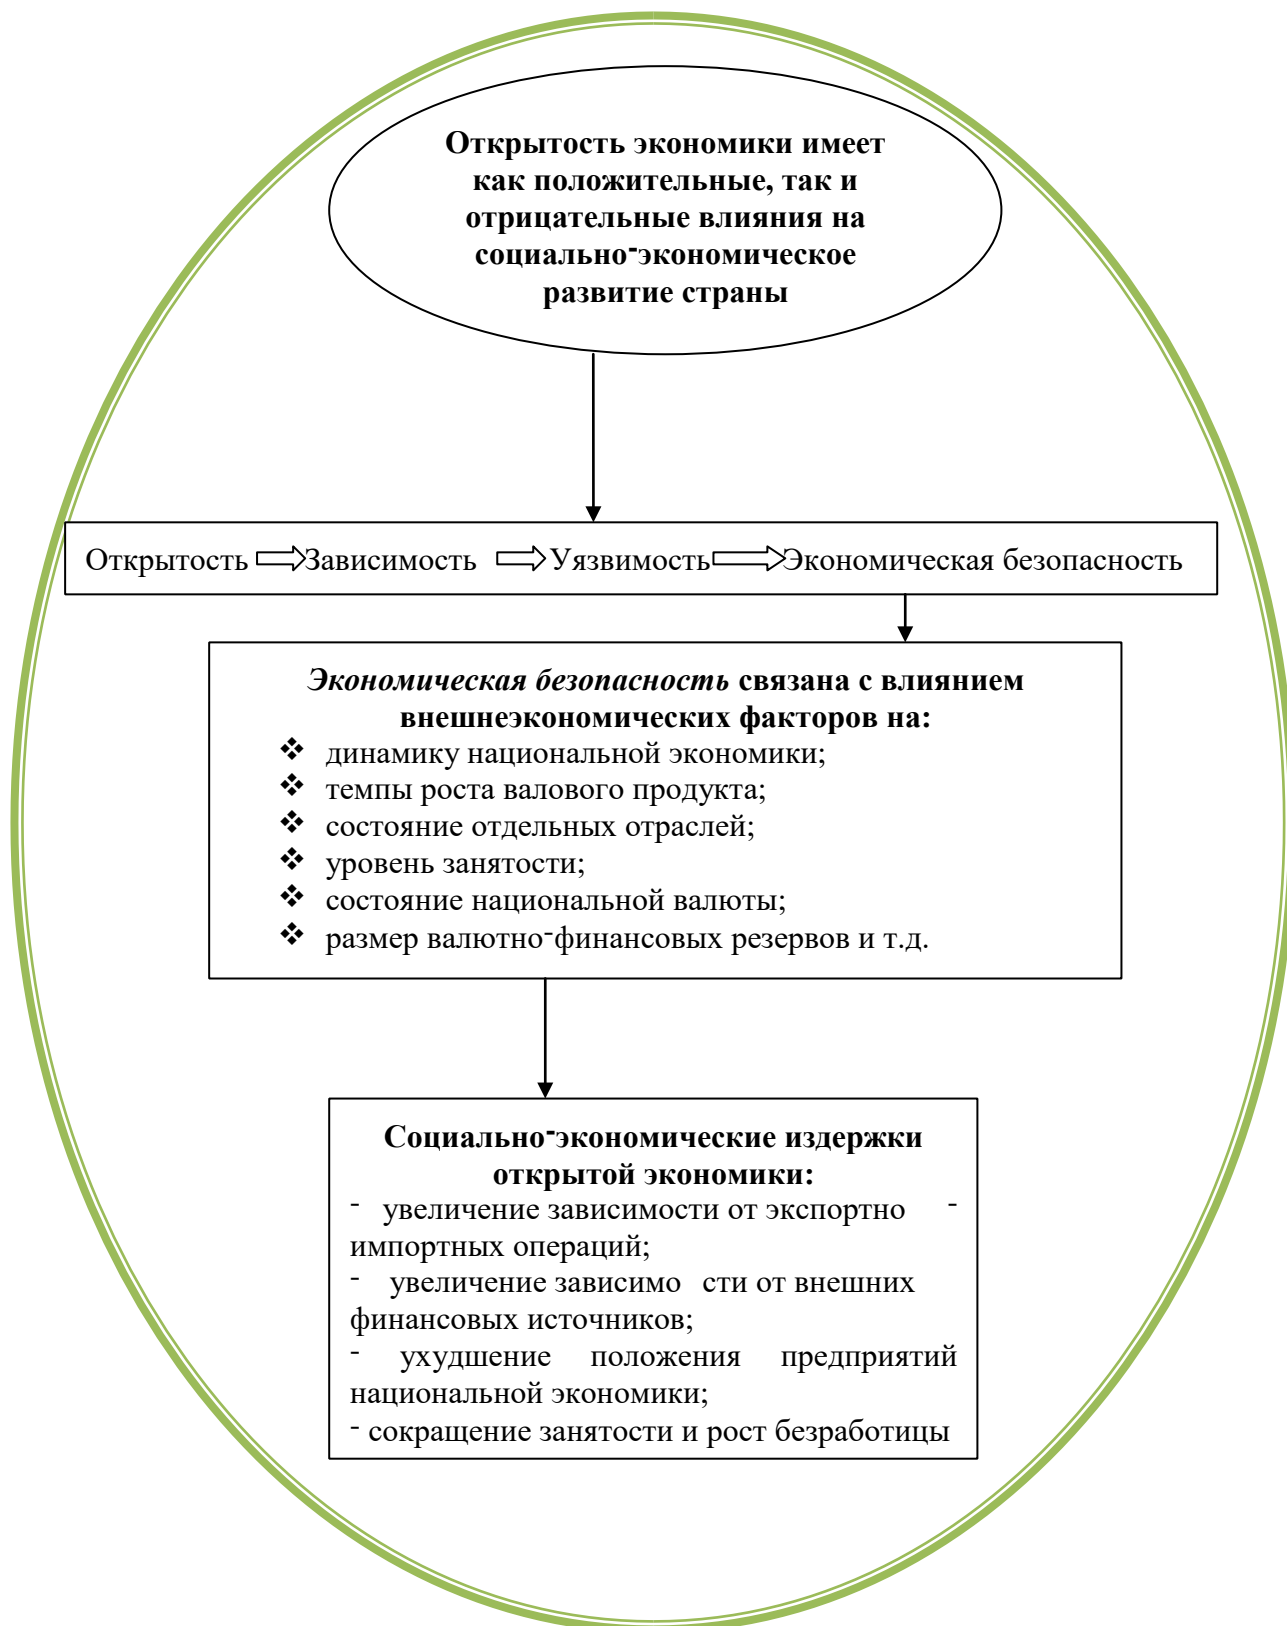 Открытость экономики имеет
как положительные, так и
отрицательные влияния на
социально-экономическое
развитие страны
Открытость Зависимость Уязвимость Экономическая безопасность
Экономическая безопасность связана с влиянием
внешнеэкономических факторов на:
❖ динамику национальной экономики;
❖ темпы роста валового продукта;
❖ состояние отдельных отраслей;
❖ уровень занятости;
❖ состояние национальной валюты;
❖ размер валютно-финансовых резервов и т.д.
Социально-экономические издержки
открытой экономики:
- увеличение зависимости от экспортно -
импортных операций;
- увеличение зависимо сти от внешних
финансовых источников;
- ухудшение положения предприятий
национальной экономики;
- сокращение занятости и рост безработицы